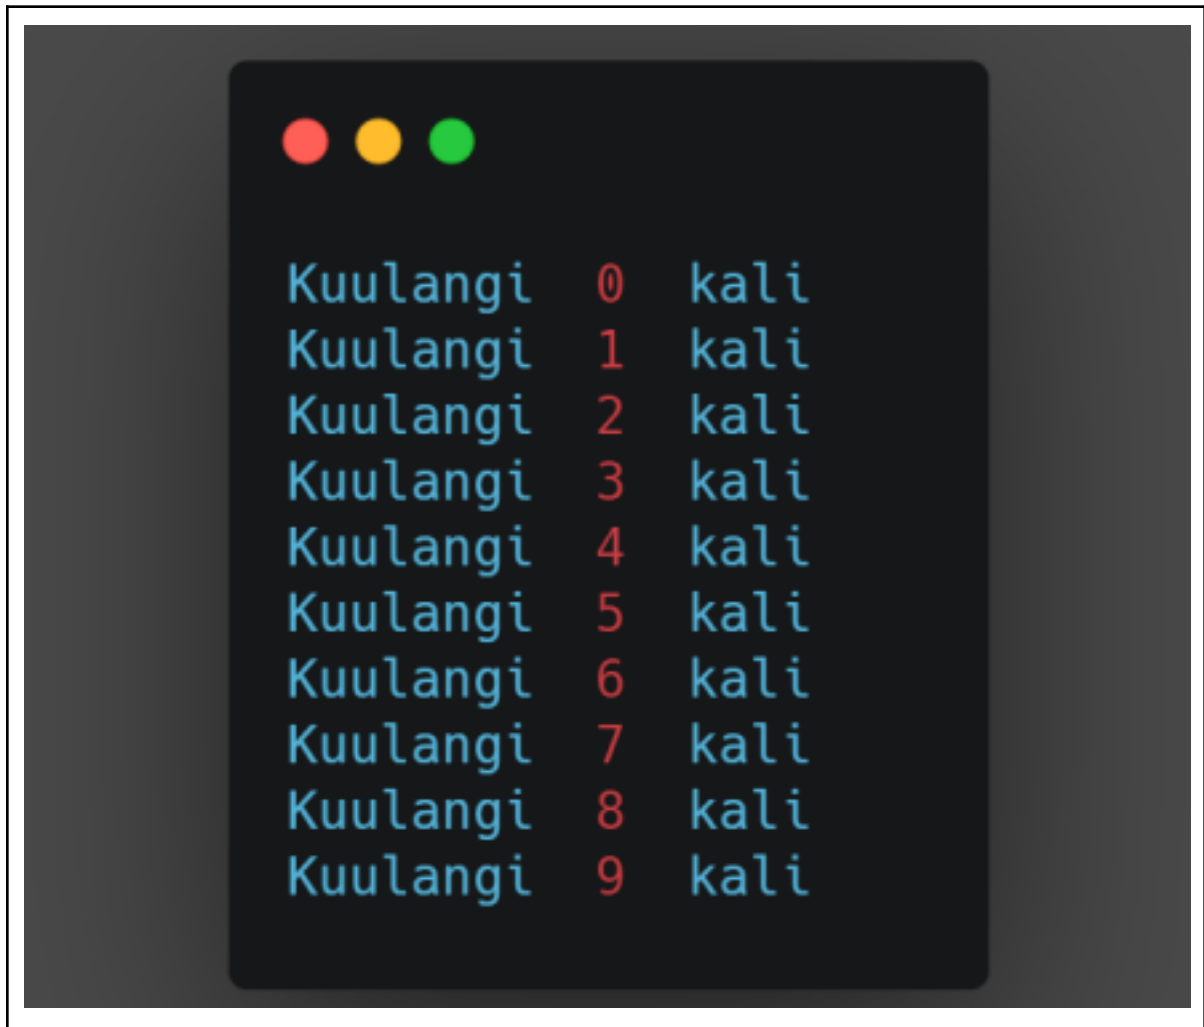 Kuulangi  0  kali
Kuulangi  1  kali
Kuulangi  2  kali
Kuulangi  3  kali
Kuulangi  4  kali
Kuulangi  5  kali
Kuulangi  6  kali
Kuulangi  7  kali
Kuulangi  8  kali
Kuulangi  9  kali